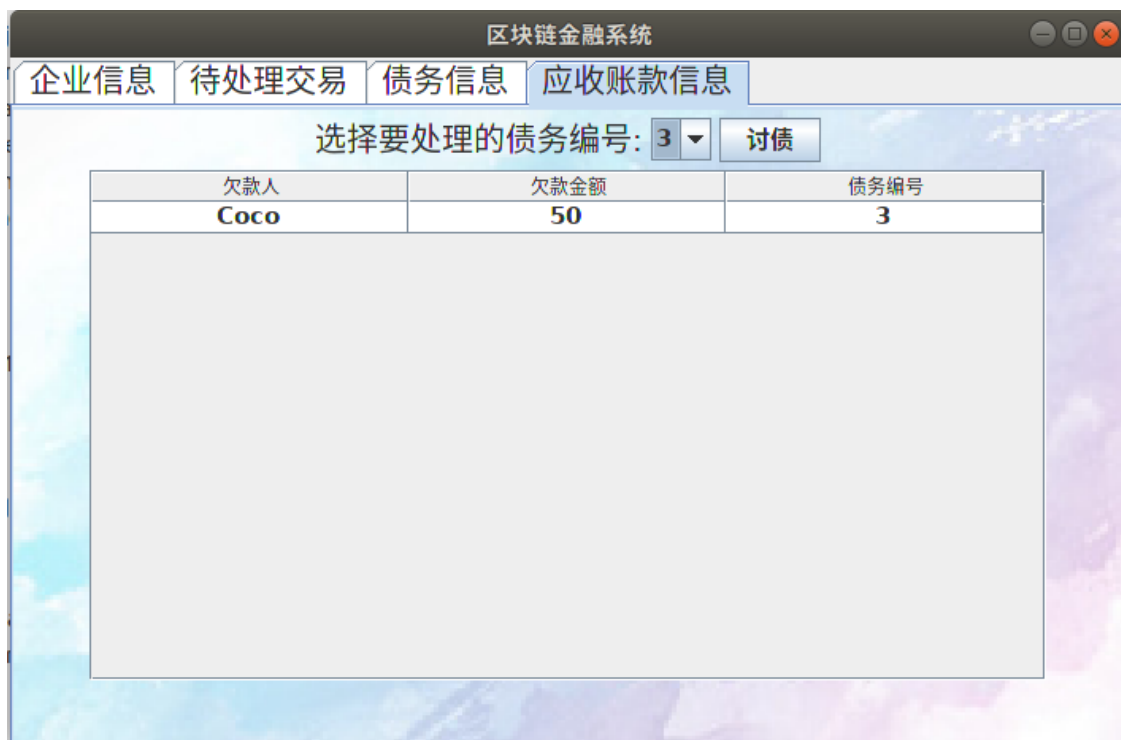 区块链金融系统
企业信息 待处理交易 债务信息 应收账款信息
选择要处理的债务编号: 3 讨债
欠款人 欠款金额 债务编号
Coco 50 3